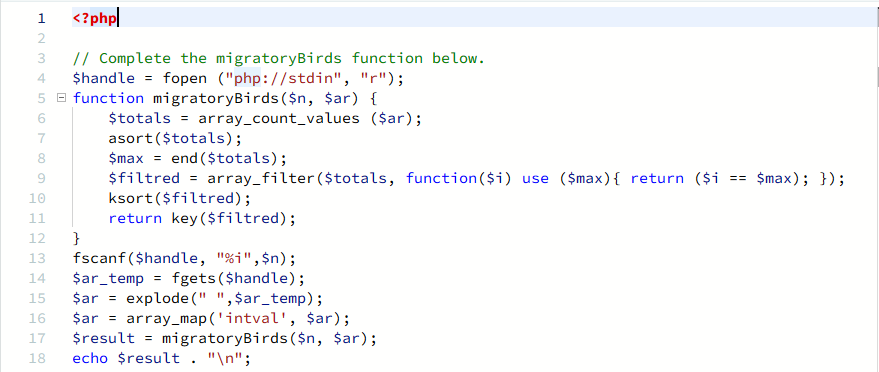 1 <?php
2
3 // Complete the migratoryBirds function below.
4 $handle = fopen ("php://stdin", "r");
5 function migratoryBirds($n, $ar) {
6 $totals = array_count_values ($ar);
7 asort($totals);
8 $max = end($totals);
9 $filtred = array_filter($totals, function($i) use ($max){ return ($i == $max); });
10 ksort($filtred);
11 return key($filtred);
12 }
13 fscanf($handle, "%i",$n);
14 $ar_temp = fgets($handle);
15 $ar = explode(" ",$ar_temp);
16 $ar = array_map('intval', $ar);
17 $result = migratoryBirds($n, $ar);
18 echo $result . "\n";